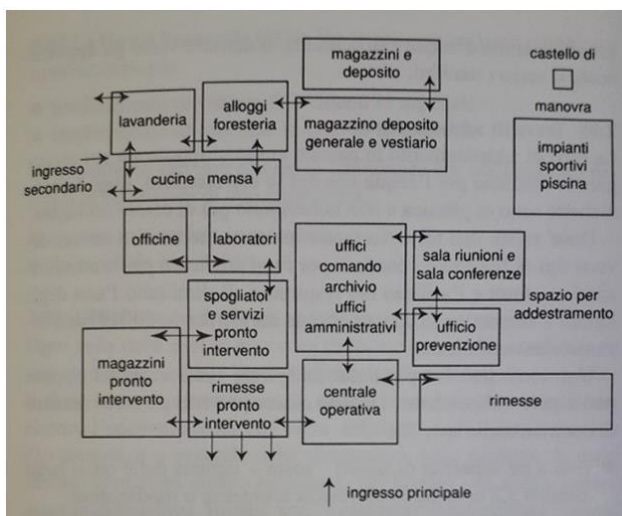 magazzini e
deposito
castello di
manovra
lavanderia
alloggi
foresteria
magazzino deposito
generale e vestiario
impianti
sportivi
piscina
ingresso
secondario
cucine mensa
officine
laboratori
uffici
comando
archivio
uffici
amministrativi
sala riunioni e
sala conferenze
spogliatoi
e servizi
pronto
intervento
spazio per
addestramento
ufficio
prevenzione
magazzini
pronto
intervento
rimesse
pronto
intervento
centrale
operativa
rimesse
ingresso principale